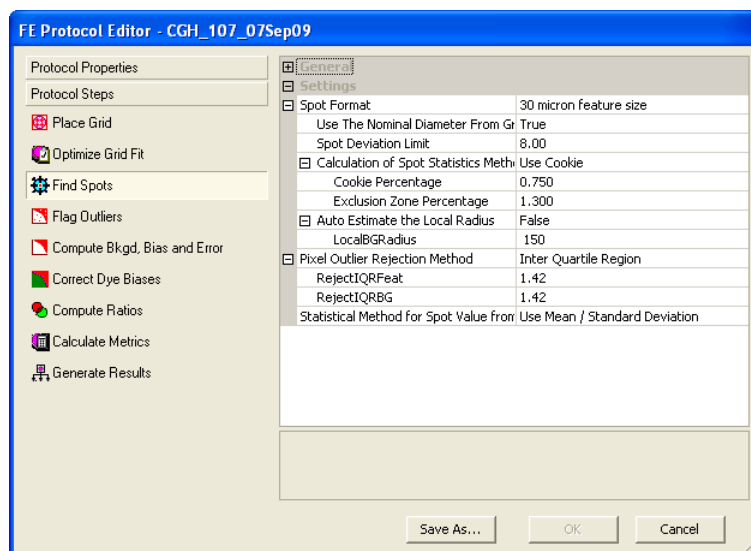 FE Protocol Editor - CGH_107_07Sep09
Protocol Properties
Protocol Steps
Place Grid
Optimize Grid Fit
Find Spots
Flag Outliers
Compute Bkgd, Bias and Error
Correct Dye Biases
Compute Ratios
Calculate Metrics
Generate Results
General
Settings
Spot Format 30 micron feature size
Use The Nominal Diameter From Gr True
Spot Deviation Limit 8.00
Calculation of Spot Statistics Meth Use Cookie
Cookie Percentage 0.750
Exclusion Zone Percentage 1.300
Auto Estimate the Local Radius False
LocalBGRadius 150
Pixel Outlier Rejection Method Inter Quartile Region
RejectIQRFeat 1.42
RejectIQRBG 1.42
Statistical Method for Spot Value from Use Mean / Standard Deviation
Save As... OK Cancel